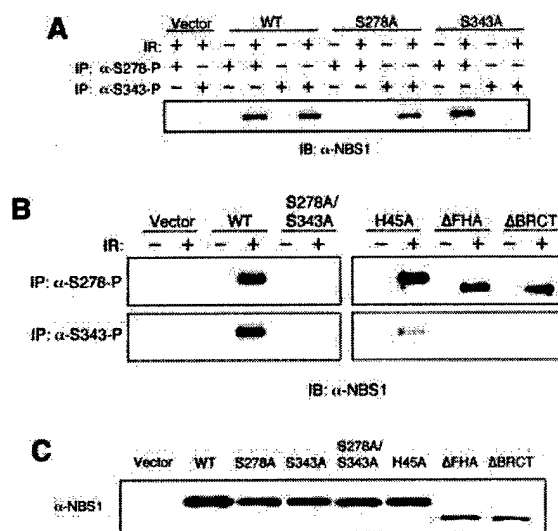 A
Vector WT S278A S343A
IR: + + − + − + − + − + − + − +
IP: α-S278-P + − + + − − + + − − + + − −
IP: α-S343-P − + − − + + − − + + − − + +
IB: α-NBS1
B
Vector WT S278A/ S343A H45A ΔFHA ΔBRCT
IR: − + − + − + − + − + − +
IP: α-S278-P
IP: α-S343-P
IB: α-NBS1
C
Vector WT S278A S343A S278A/ S343A H45A ΔFHA ΔBRCT
α-NBS1